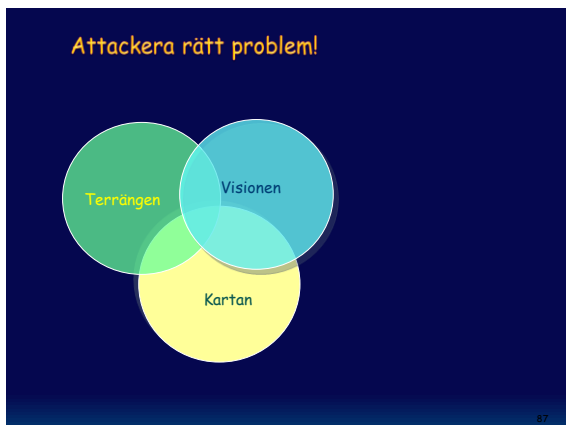 Attackera rätt problem!
Visionen
Terrängen
Kartan
87